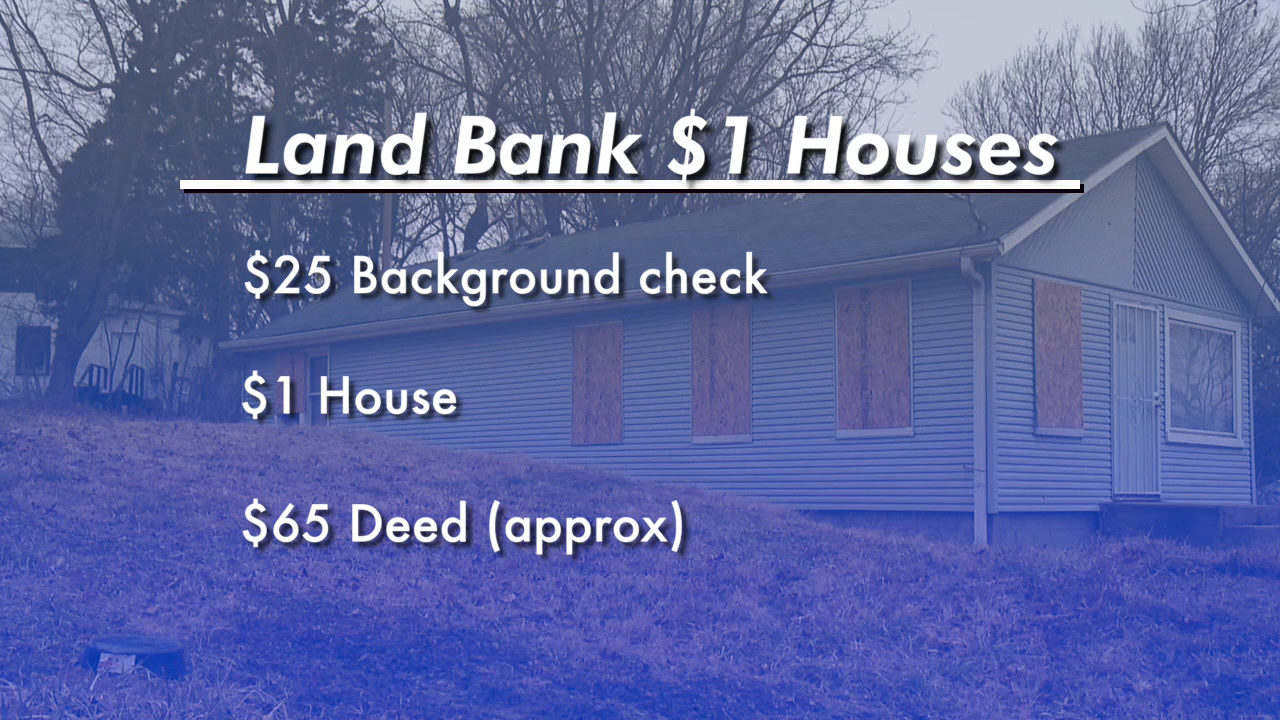 Land Bank $1 Houses
$25 Background check
$1 House
$65 Deed (approx)